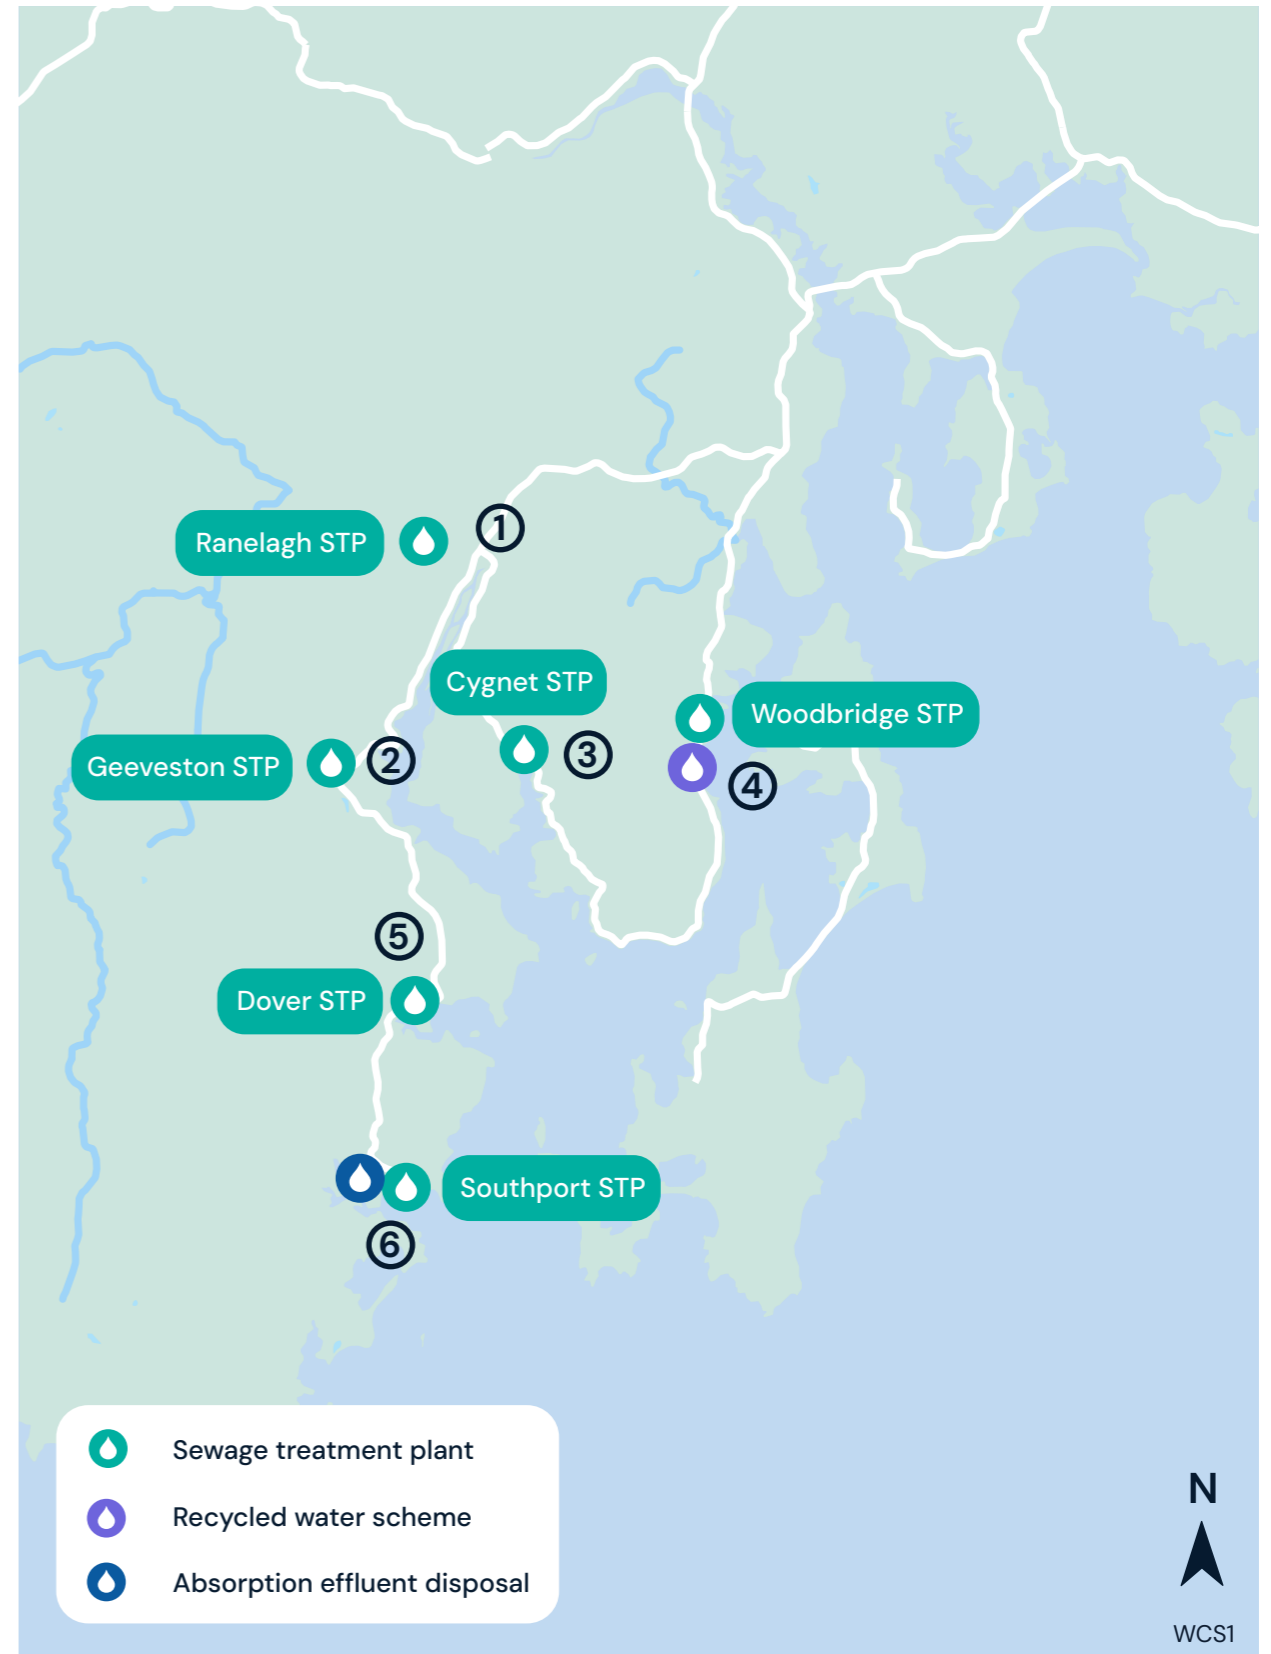 1
Ranelagh STP
Cygnet STP
Woodbridge STP
Geeveston STP
2
3
4
5
Dover STP
Southport STP
6
Sewage treatment plant
Recycled water scheme
Absorption effluent disposal
N
WCS1